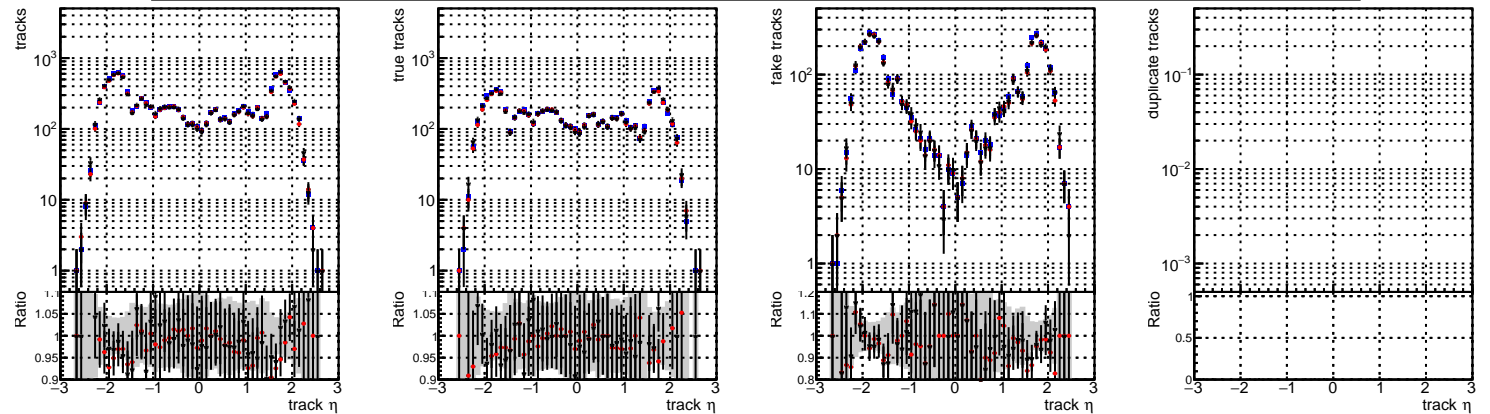 tracks
10³
10²
10
1
Ratio
1.1
1.05
1
0.95
0.9
−3 −2 −1 0 1 2 3
track η
true tracks
10³
10²
10
1
Ratio
1.1
1.05
1
0.95
0.9
−3 −2 −1 0 1 2 3
track η
fake tracks
10²
10
1
Ratio
1.2
1.1
1
0.9
0.8
−3 −2 −1 0 1 2 3
track η
duplicate tracks
10⁻¹
10⁻²
10⁻³
Ratio
1
0.5
0
−3 −2 −1 0 1 2 3
track η